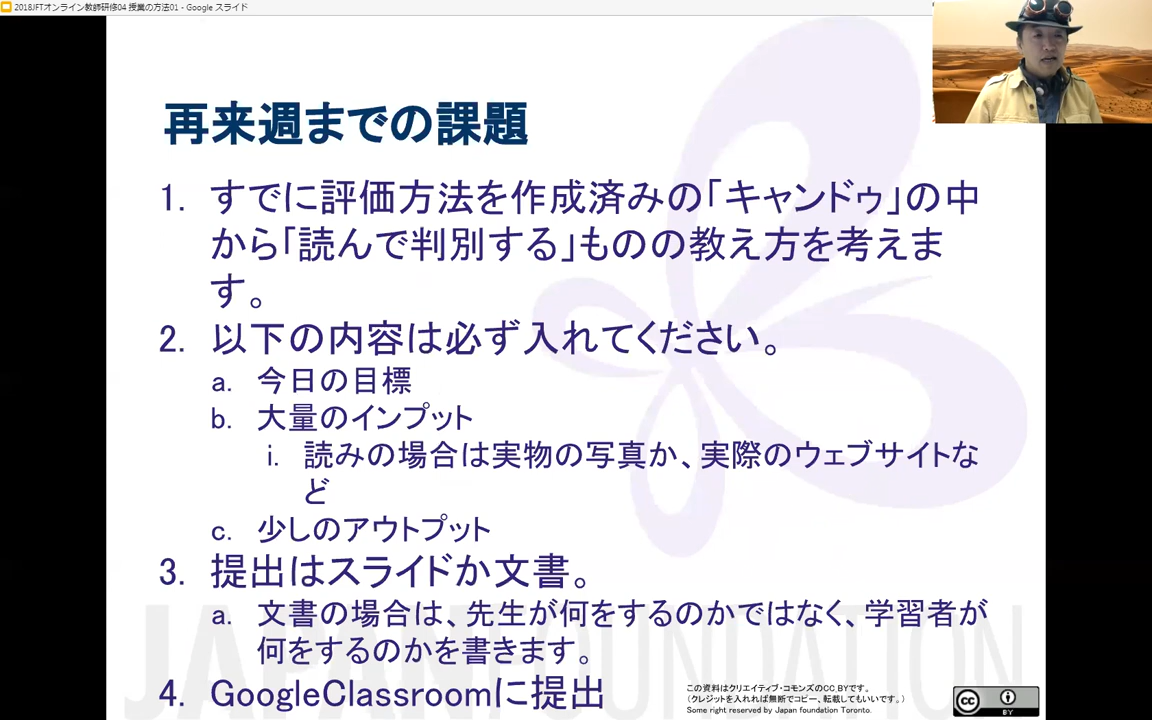 2018JFTオンライン教師研修04 授業の方法01 - Google スライド
再来週までの課題
1. すでに評価方法を作成済みの「キャンドゥ」の中
から「読んで判別する」ものの教え方を考えま
す。
2. 以下の内容は必ず入れてください。
a. 今日の目標
b. 大量のインプット
i. 読みの場合は実物の写真か、実際のウェブサイトな
ど
c. 少しのアウトプット
3. 提出はスライドか文書。
a. 文書の場合は、先生が何をするのかではなく、学習者が
何をするのかを書きます。
4. GoogleClassroomに提出
この資料はクリエイティブ・コモンズのCC,BYです。
(クレジットを入れれば無断でコピー、転載してもいいです。)
Some right reserved by Japan foundation Toronto.
cc
BY
JAPANFOUNDATION